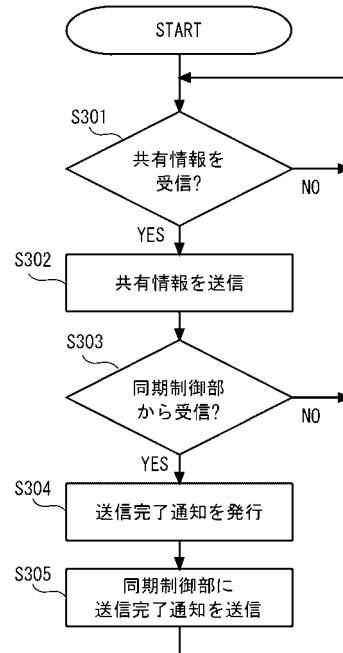 START
S301
共有情報を
受信?
NO
YES
S302
共有情報を送信
S303
同期制御部
から受信?
NO
YES
S304
送信完了通知を発行
S305
同期制御部に
送信完了通知を送信